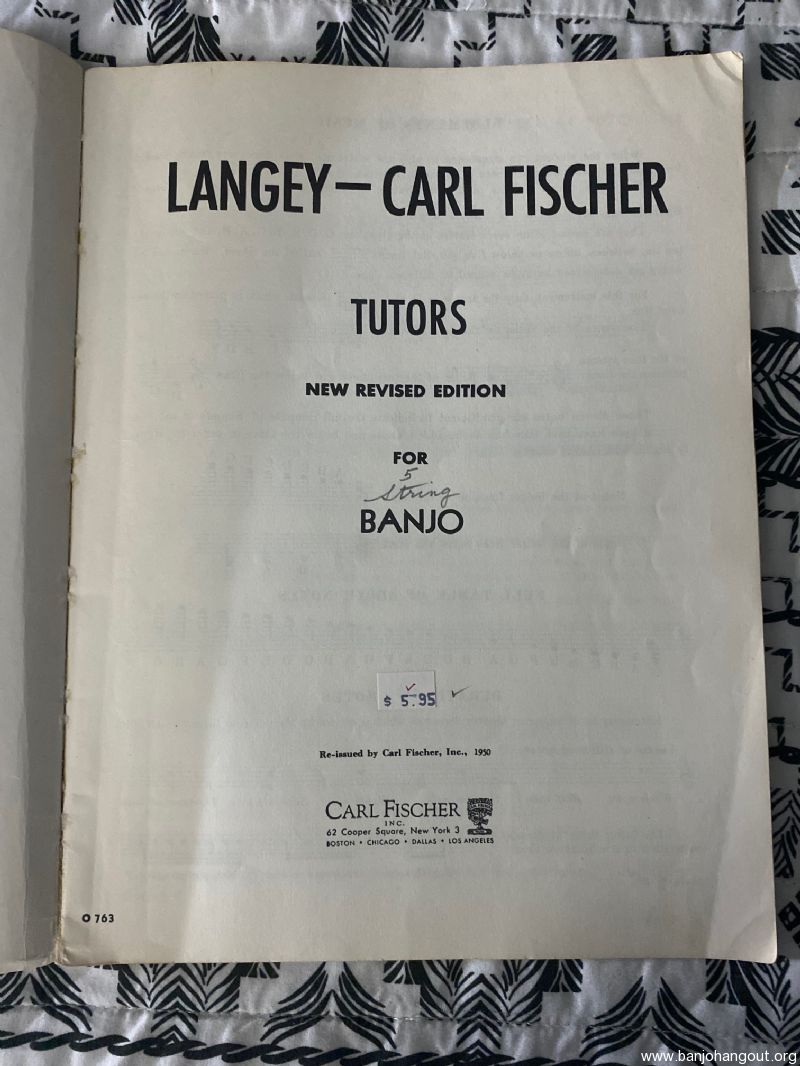 LANGEY—CARL FISCHER
TUTORS
NEW REVISED EDITION
FOR
5
String
BANJO
$ 5.95
Re-issued by Carl Fischer, Inc., 1950
CARL FISCHER
INC.
62 Cooper Square, New York 3
BOSTON • CHICAGO • DALLAS • LOS ANGELES
O 763
www.banjohangout.org